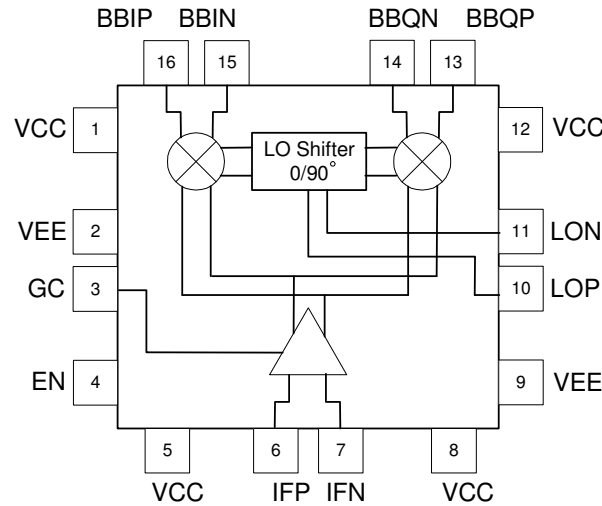 BBIP BBIN BBQN BBQP
16 15 14 13
VCC 1 12 VCC
LO Shifter
0/90°
VEE 2 11 LON
GC 3 10 LOP
EN 4 9 VEE
5 6 7 8
VCC IFP IFN VCC